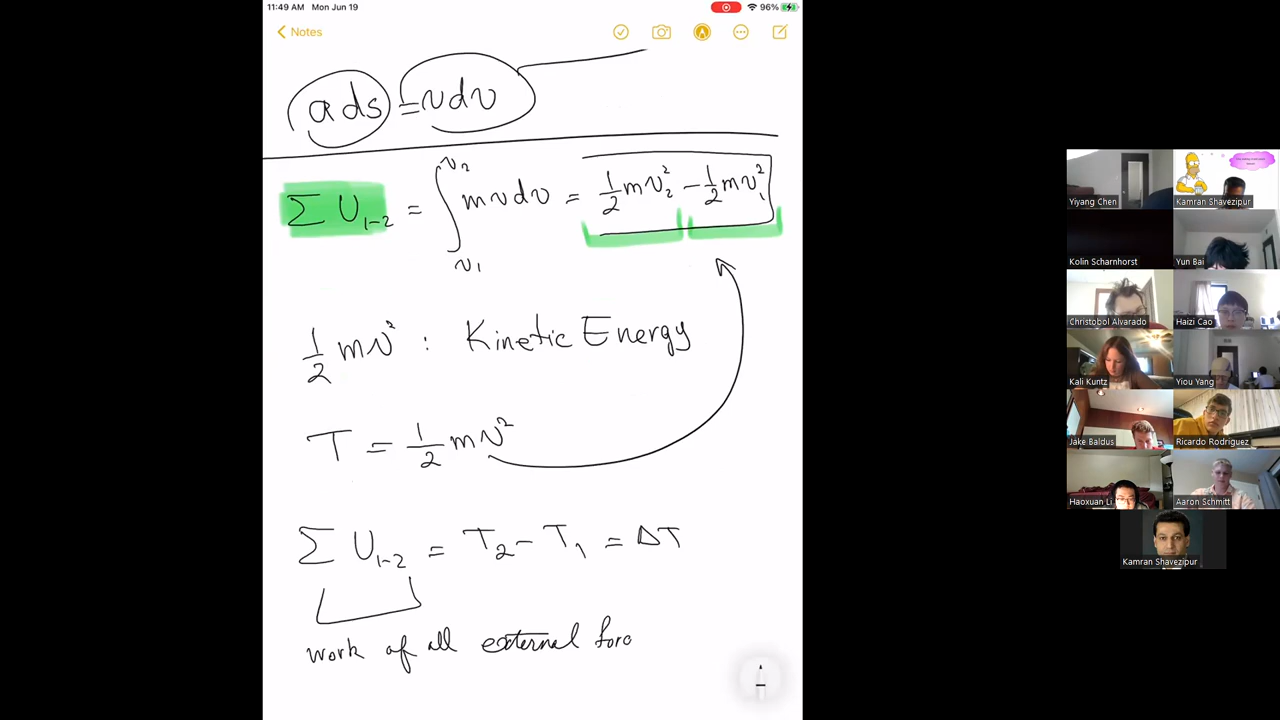 11:49 AM Mon Jun 19
96%
Notes
ads = vdv
Σ U₁₋₂ = ∫ᵥ₁ᵛ² mvdv = ½mv₂² - ½mv₁²
½mv² : Kinetic Energy
T = ½mv²
Σ U₁₋₂ = T₂ - T₁ = ΔT
work of all external forc
Yiyang Chen
Kamran Shavezipur
Kolin Scharnhorst
Yun Bai
Christobol Alvarado
Haizi Cao
Kali Kuntz
Yiou Yang
Jake Baldus
Ricardo Rodriguez
Haoxuan Li
Aaron Schmitt
Kamran Shavezipur